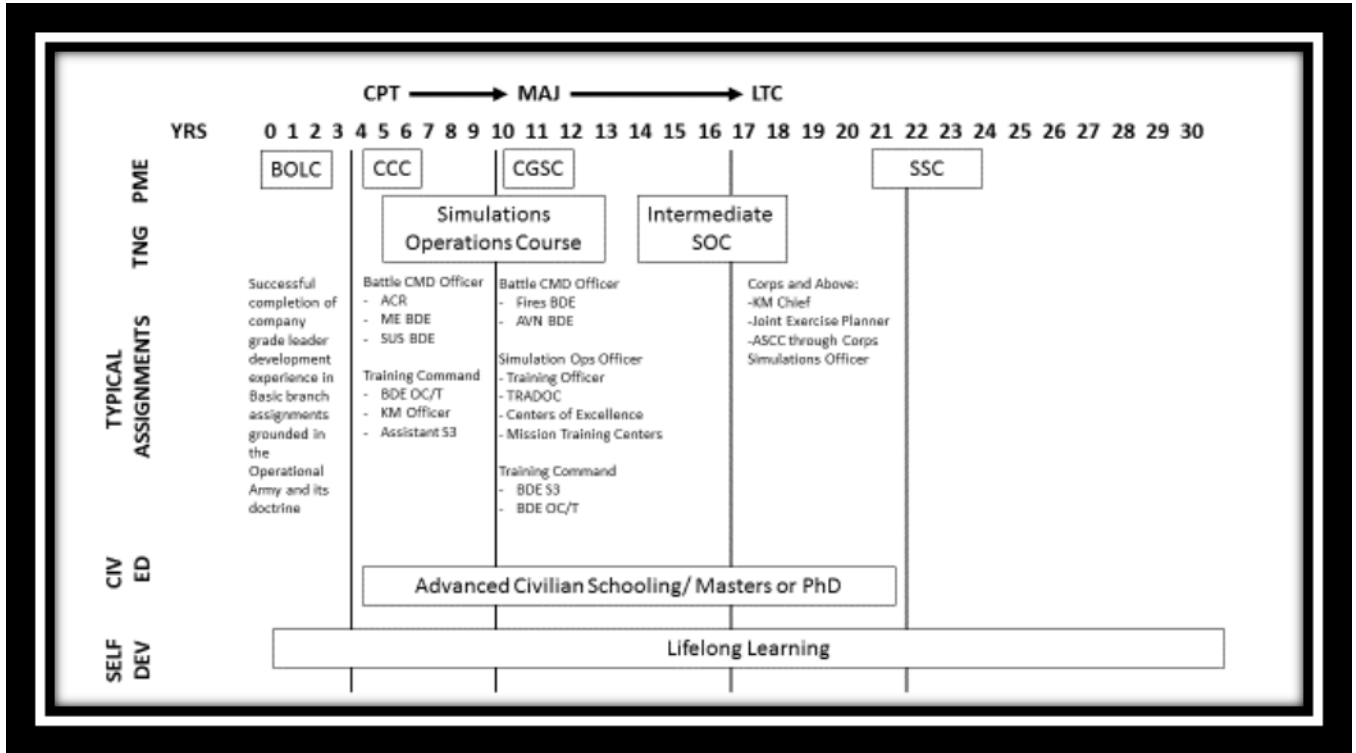 CPT MAJ LTC
YRS 0 1 2 3 4 5 6 7 8 9 10 11 12 13 14 15 16 17 18 19 20 21 22 23 24 25 26 27 28 29 30
PME
BOLC
CCC
CGSC
SSC
TNG
Simulations
Operations Course
Intermediate
SOC
TYPICAL
ASSIGNMENTS
Successful
completion of
company
grade leader
development
experience in
Basic branch
assignments
grounded in
the
Operational
Army and its
doctrine
Battle CMD Officer
- ACR
- ME BDE
- SUS BDE
Training Command
- BDE OC/T
- KM Officer
- Assistant S3
Battle CMD Officer
- Fires BDE
- AVN BDE
Simulation Ops Officer
- Training Officer
- TRADOC
- Centers of Excellence
- Mission Training Centers
Training Command
- BDE S3
- BDE OC/T
Corps and Above:
-KM Chief
-Joint Exercise Planner
-ASCC through Corps
Simulations Officer
CIV
ED
Advanced Civilian Schooling/ Masters or PhD
SELF
DEV
Lifelong Learning